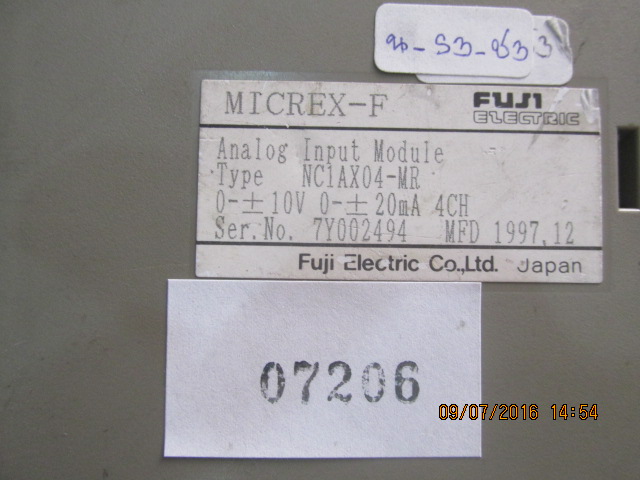 MICREX-F
FUJI
ELECTRIC
Analog Input Module
Type NC1AX04-MR
0-±10V 0-±20mA 4CH
Ser.No. 7Y002494 MFD 1997,12
Fuji Electric Co.,Ltd. Japan
07206
09/07/2016 14:54